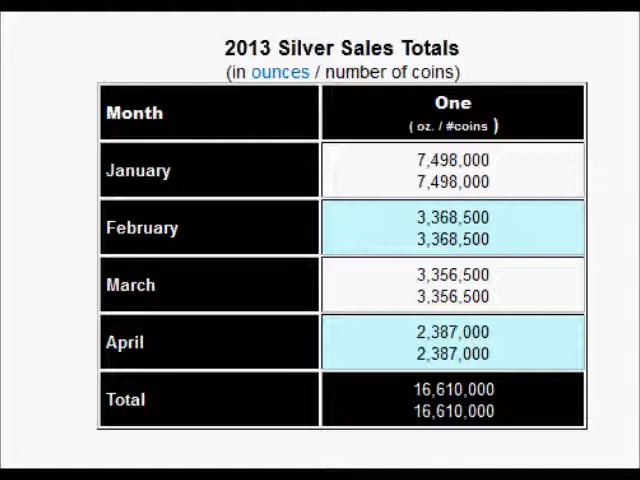 2013 Silver Sales Totals
(in ounces / number of coins)
Month One
( oz. / #coins )
January 7,498,000
7,498,000
February 3,368,500
3,368,500
March 3,356,500
3,356,500
April 2,387,000
2,387,000
Total 16,610,000
16,610,000